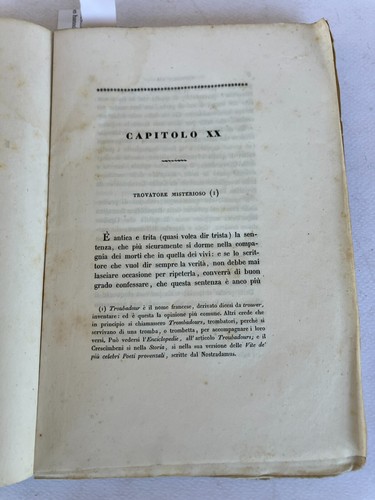 CAPITOLO XX
TROVATORE MISTERIOSO (1)
È antica e trita (quasi volea dir trista) la sen-
tenza, che più sicuramente si dorme nella compa-
gnia dei morti che in quella dei vivi: e se lo scrit-
tore che vuol dir sempre la verità, non debbe mai
lasciare occasion per ripeterla, converrà di buon
grado confessare, che questa sentenza è anco più
(1) Troubadour è il nome francese, derivato dicesi da trouver,
inventare: ed è questa la opinione più comune. Altri crede che
in principio si chiamassero Trombadours, trombatori, perchè si
servivano di una tromba, o trombetta, per accompagnare i loro
versi. Può vedersi l'Enciclopedie, all'articolo Troubadours; e il
Crescimbeni sì nella Storia, sì nella sua versione delle Vite de'
più celebri Poeti provenzali, scritte dal Nostradamus.